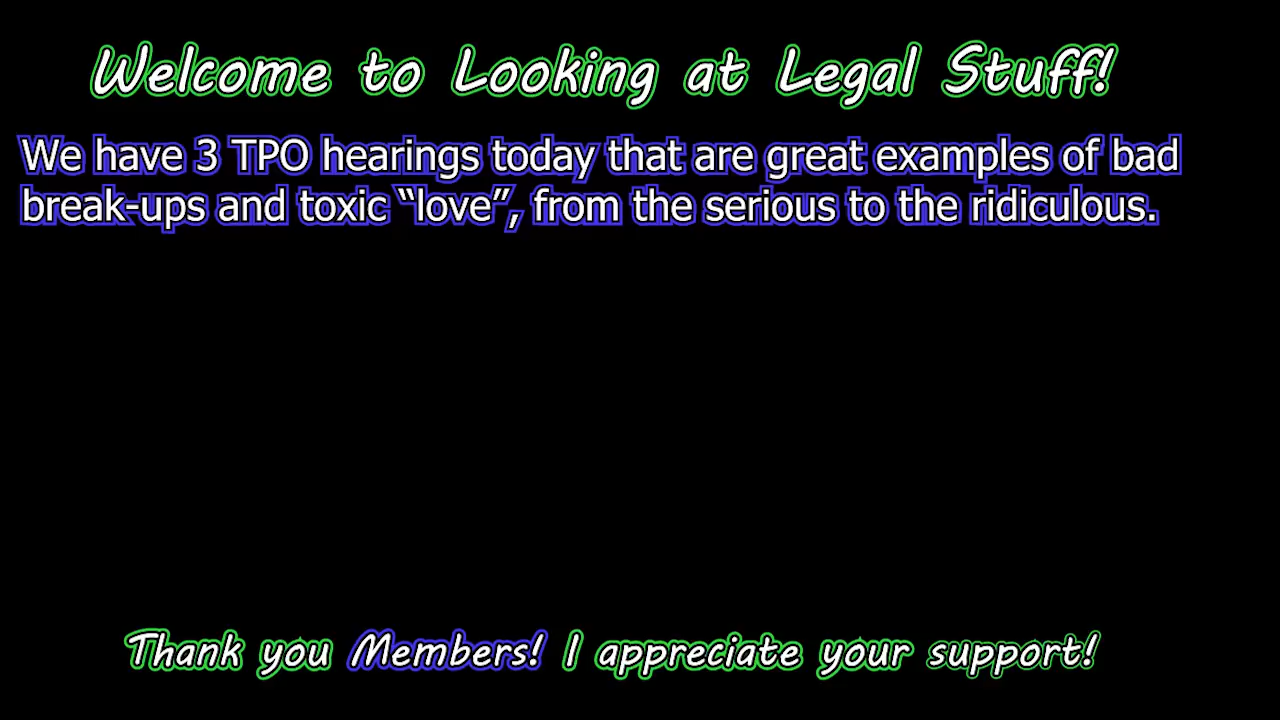 Welcome to Looking at Legal Stuff!
We have 3 TPO hearings today that are great examples of bad
break-ups and toxic “love”, from the serious to the ridiculous.
Thank you Members! I appreciate your support!